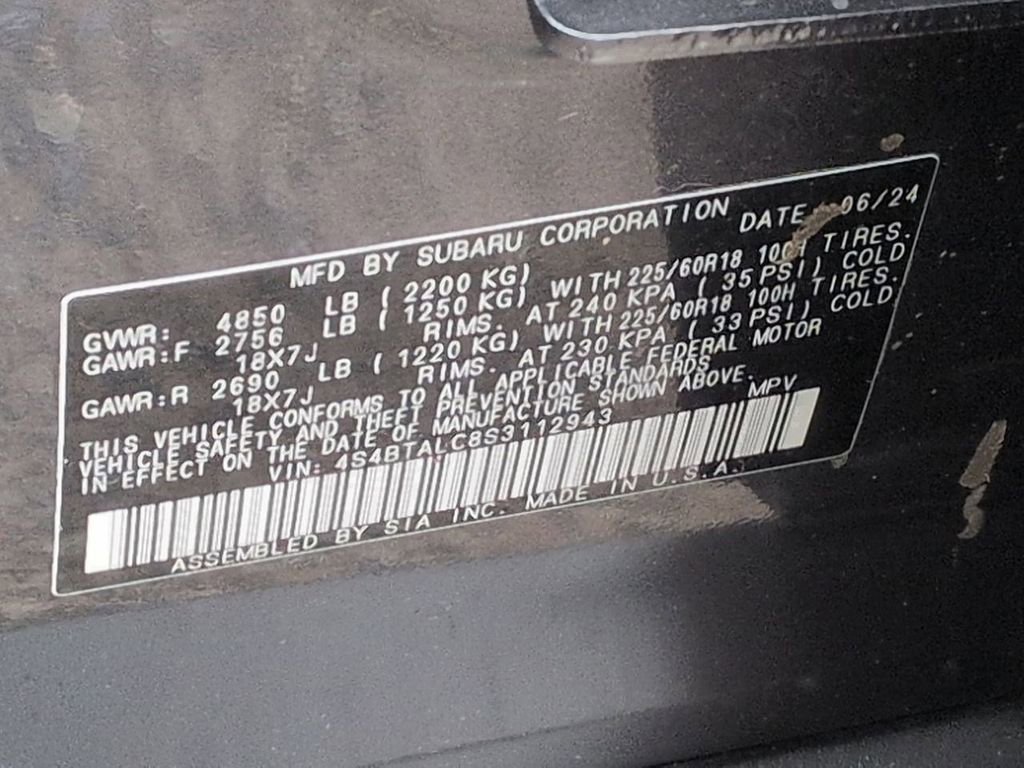 MFD BY SUBARU CORPORATION DATE 06/24
GVWR: 4850 LB ( 2200 KG)
GAWR:F 2756 LB ( 1250 KG) WITH 225/60R18 100H TIRES.
18X7J RIMS. AT 240 KPA ( 35 PSI) COLD
GAWR:R 2690 LB ( 1220 KG) WITH 225/60R18 100H TIRES.
18X7J RIMS. AT 230 KPA ( 33 PSI) COLD
THIS VEHICLE CONFORMS TO ALL APPLICABLE FEDERAL MOTOR
VEHICLE SAFETY AND THEFT PREVENTION STANDARDS
IN EFFECT ON THE DATE OF MANUFACTURE SHOWN ABOVE.
VIN: 4S4BTALC8S3112943 MPV
ASSEMBLED BY SIA INC. MADE IN U.S.A.